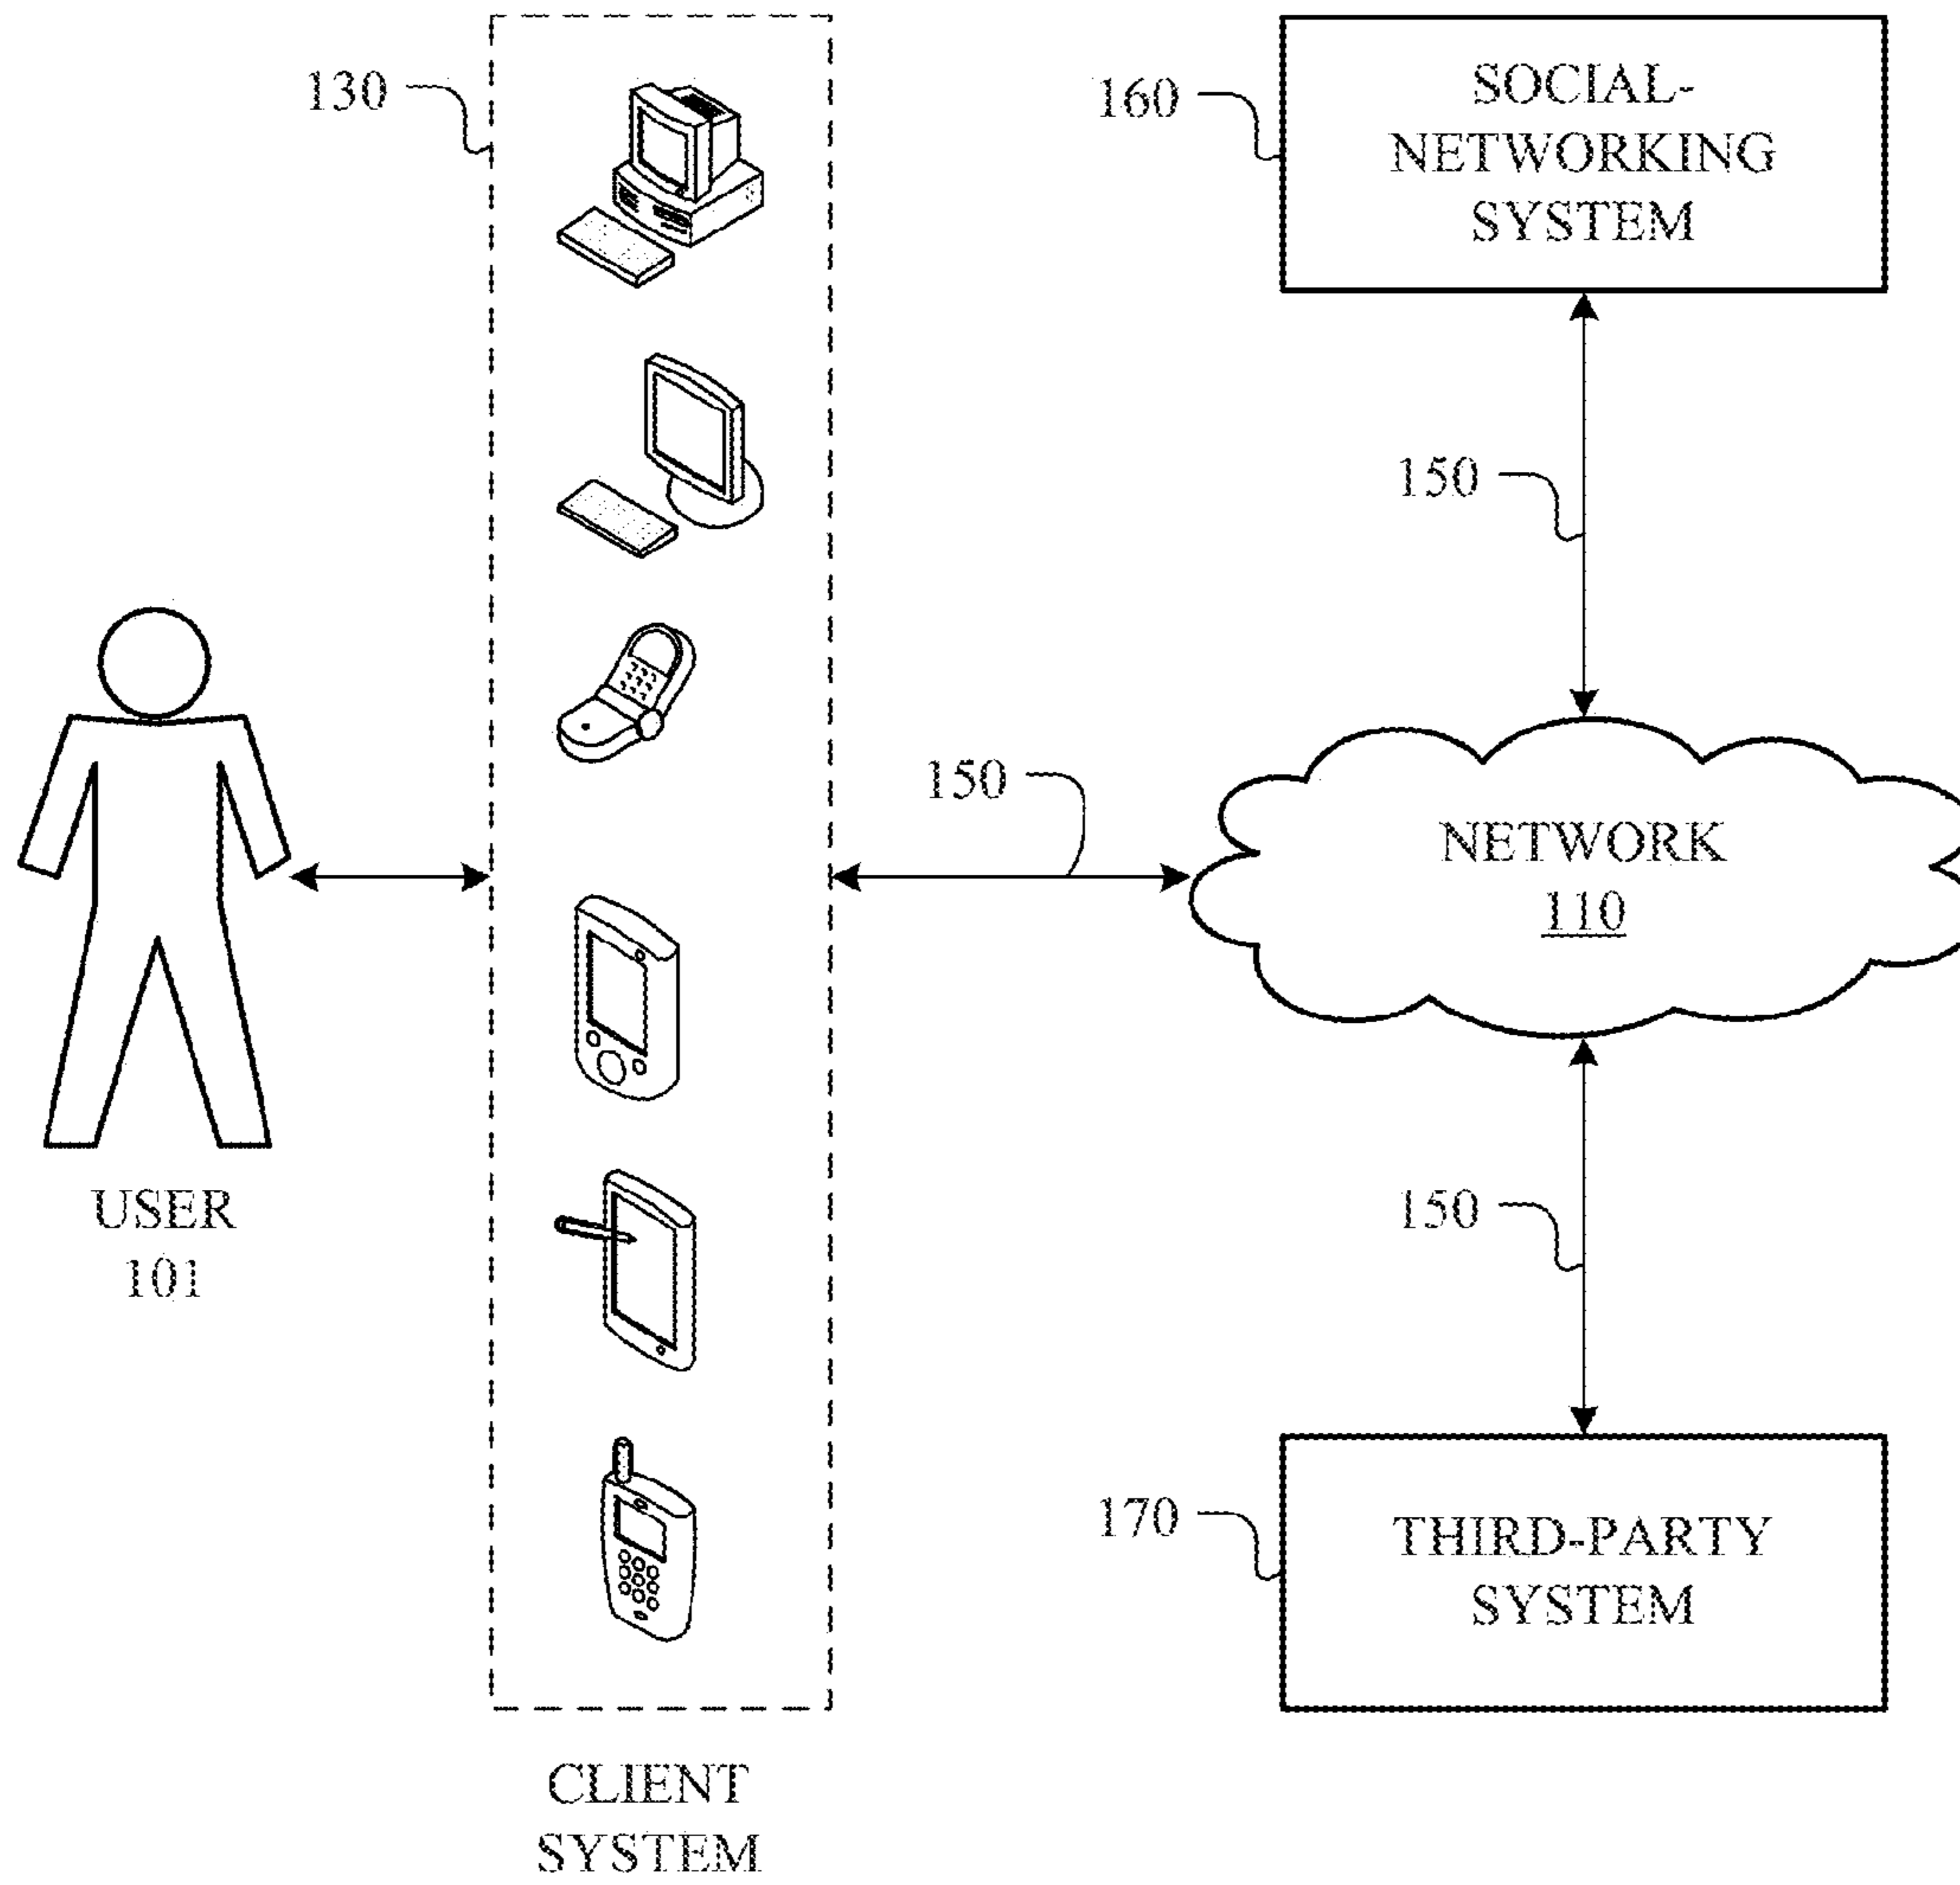 130
160
SOCIAL-
NETWORKING
SYSTEM
150
150
NETWORK
110
USER
101
150
170
THIRD-PARTY
SYSTEM
CLIENT
SYSTEM